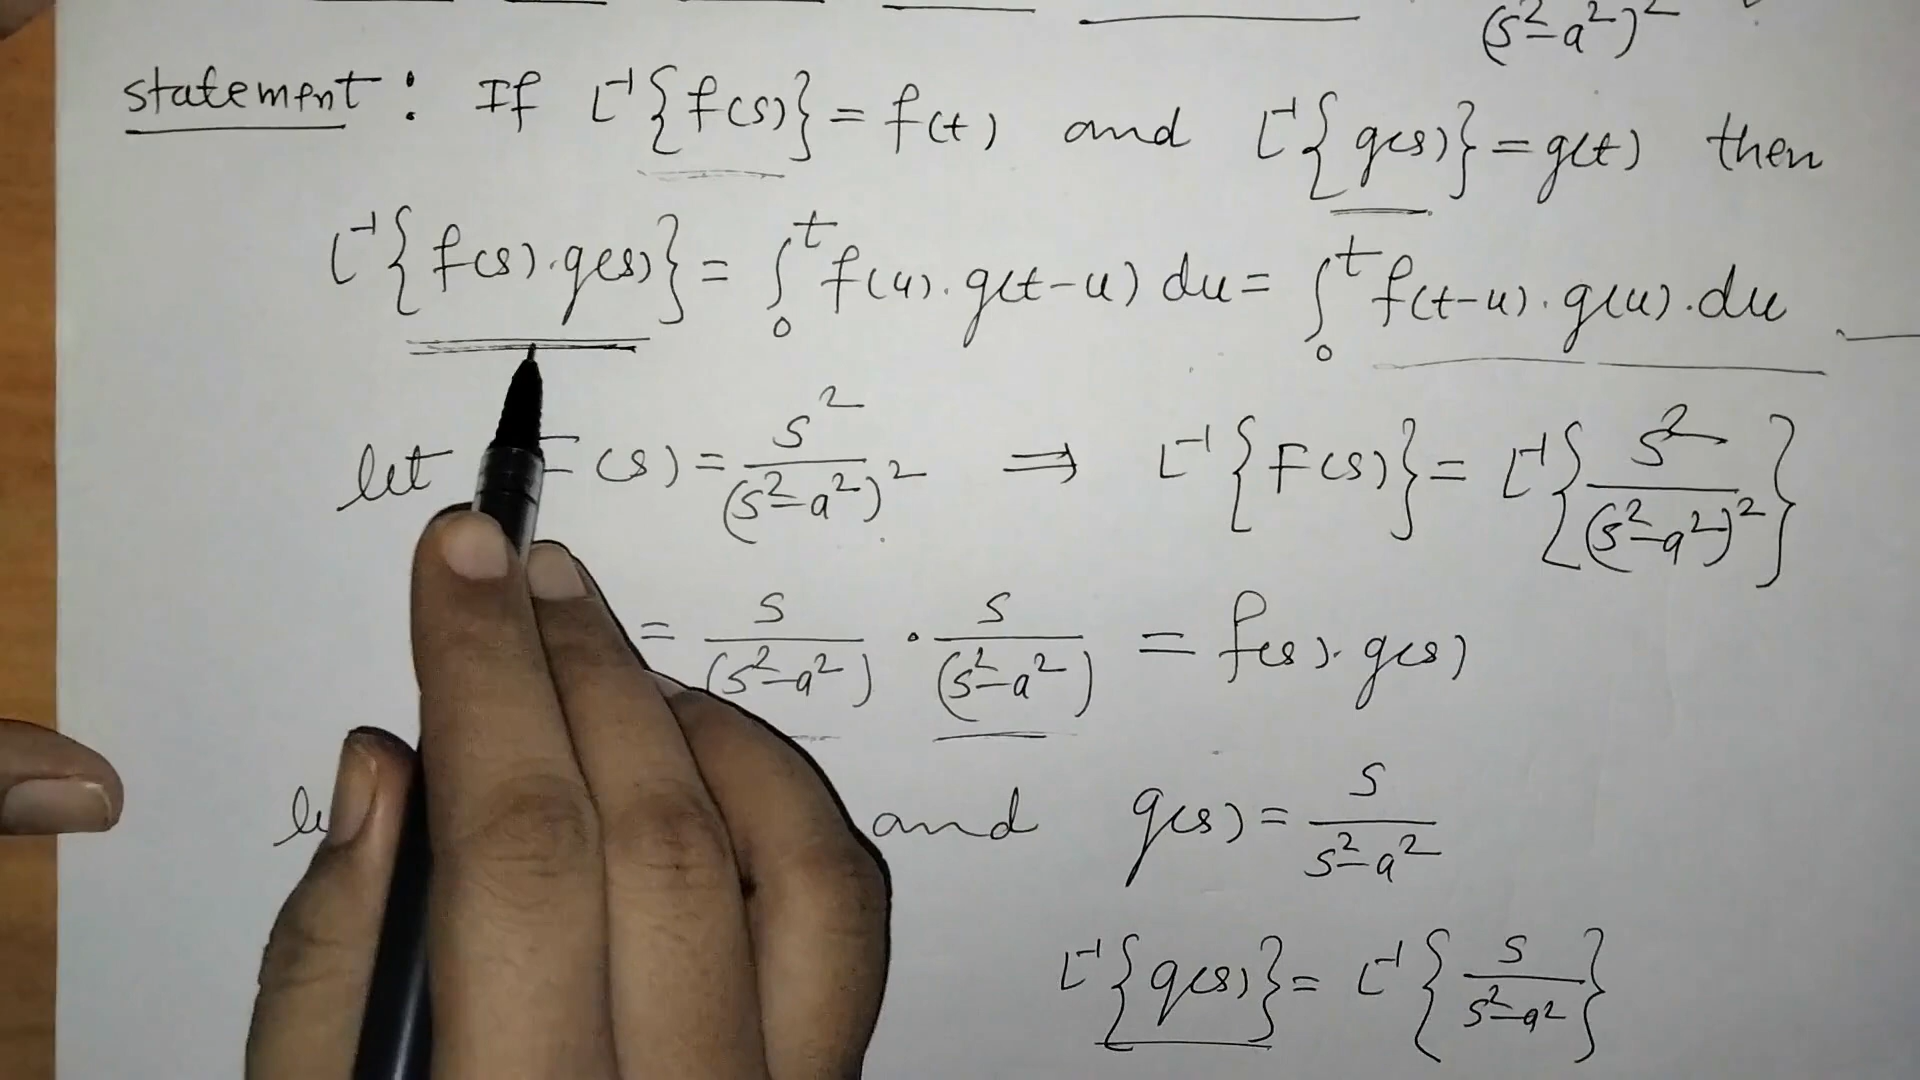 (s²-a²)²
statement : If L⁻¹{f(s)} = f(t) and L⁻¹{g(s)} = g(t) then
L⁻¹{f(s).g(s)} = ∫₀ᵗ f(u).g(t-u) du = ∫₀ᵗ f(t-u).g(u).du
let F(s) = s²/(s²-a²)² ⇒ L⁻¹{F(s)} = L⁻¹{s²/(s²-a²)²}
= s/(s²-a²) · s/(s²-a²) = f(s).g(s)
and g(s) = s/s²-a²
L⁻¹{g(s)} = L⁻¹{s/s²-a²}